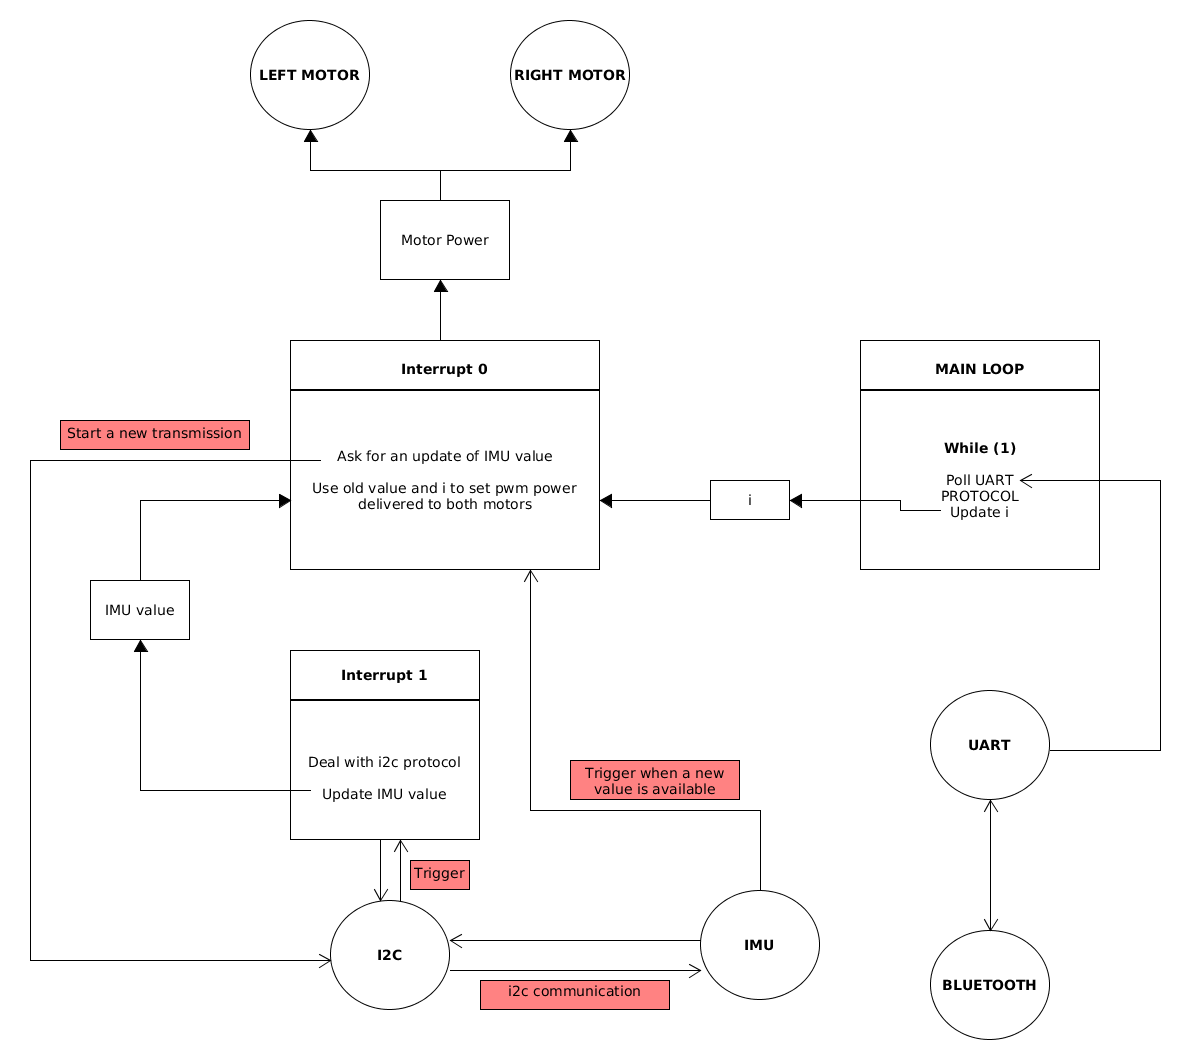 LEFT MOTOR
RIGHT MOTOR
Motor Power
Interrupt 0
MAIN LOOP
Start a new transmission
Ask for an update of IMU value
Use old value and i to set pwm power
delivered to both motors
i
While (1)
Poll UART
PROTOCOL
Update i
IMU value
Interrupt 1
Deal with i2c protocol
Update IMU value
Trigger when a new
value is available
UART
Trigger
I2C
IMU
i2c communication
BLUETOOTH